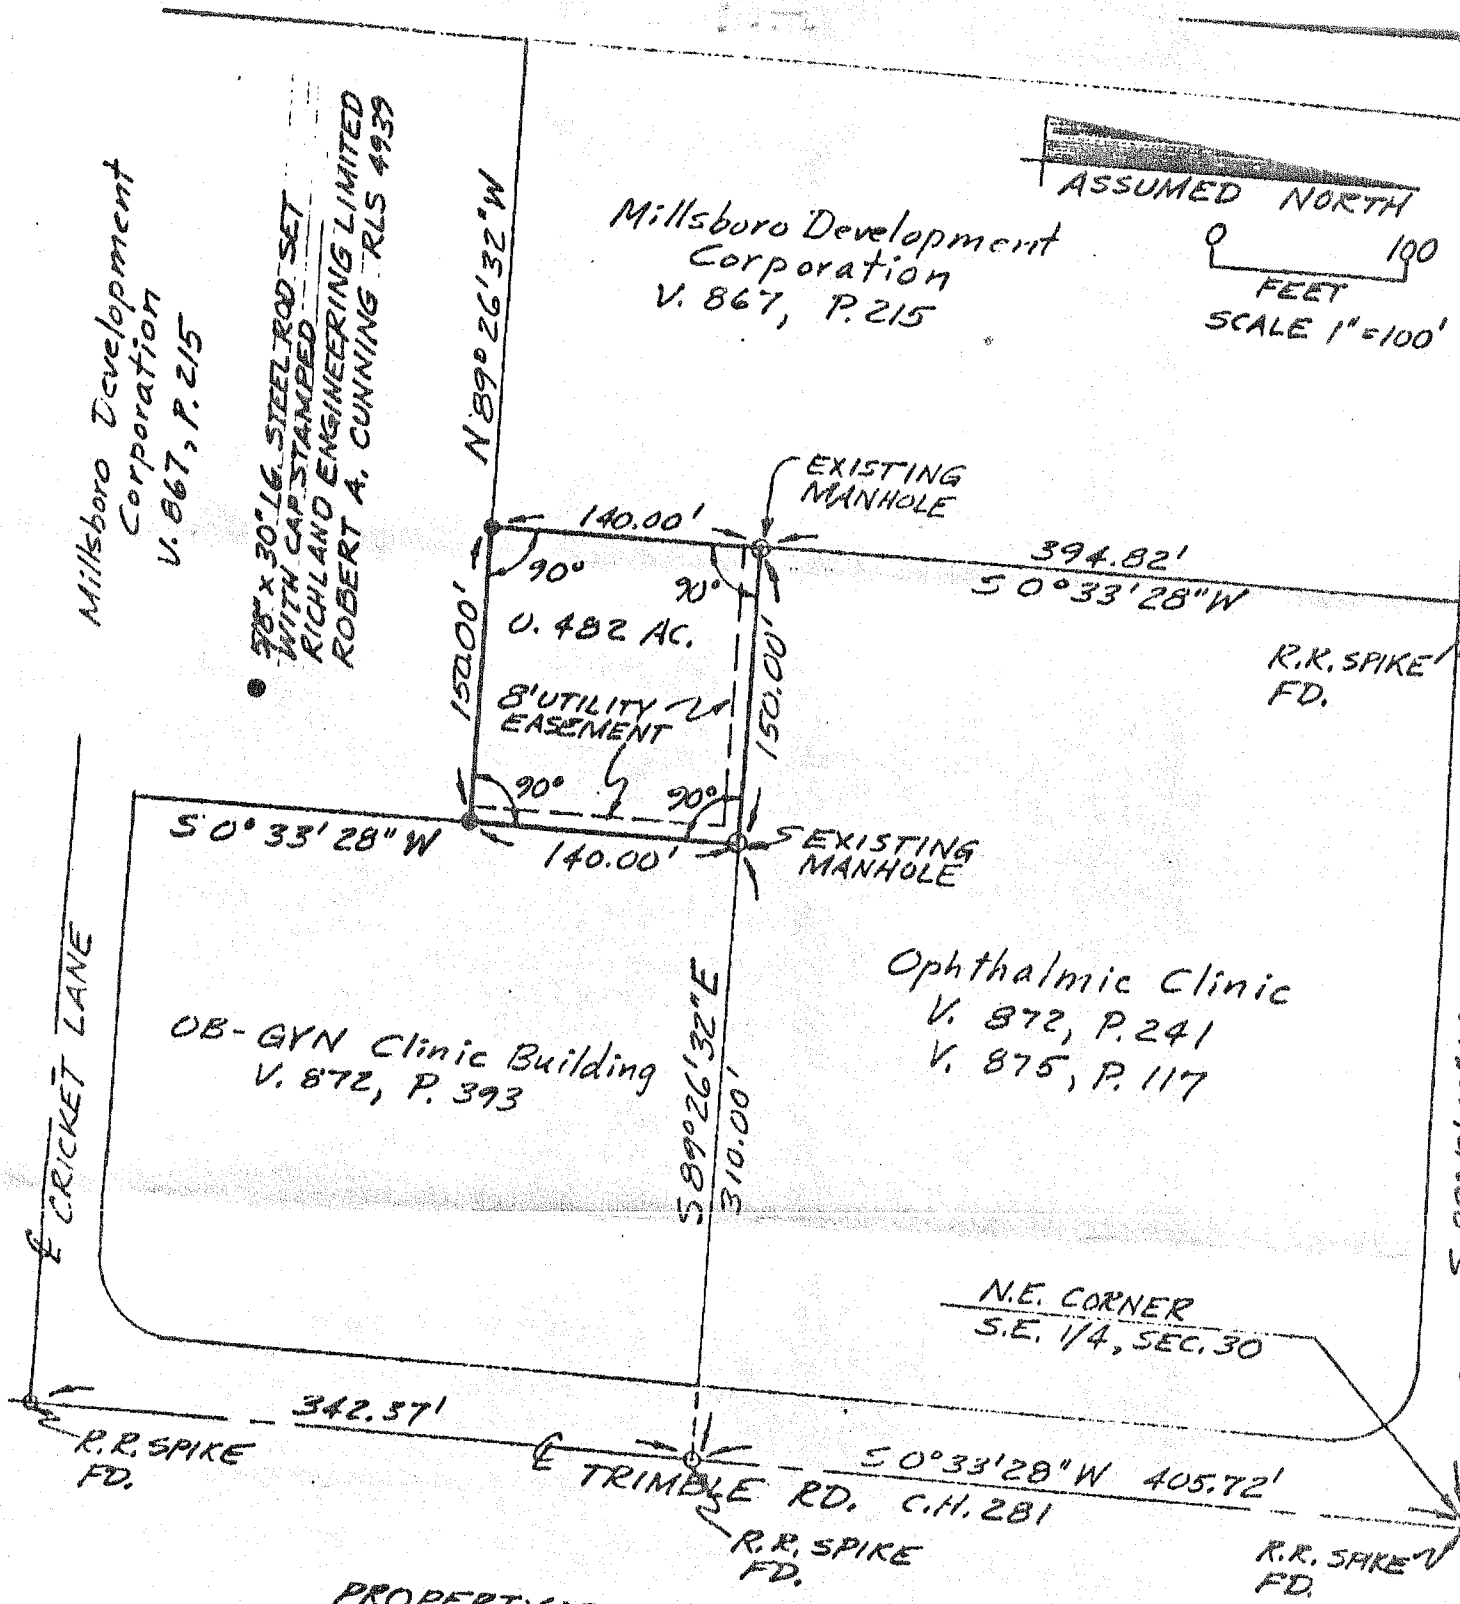 Millsboro Development
Corporation
V. 867, P. 215
5/8" x 30" LG. STEEL ROD SET
WITH CAP STAMPED
RICHLAND ENGINEERING LIMITED
ROBERT A. CUNNING RLS 4939
N 89° 26' 32" W
Millsboro Development
Corporation
V. 867, P. 215
ASSUMED NORTH
0 100
FEET
SCALE 1" = 100'
EXISTING
MANHOLE
140.00'
394.82'
S 0° 33' 28" W
90°
90°
150.00'
0.482 AC.
150.00'
R.R. SPIKE
FD.
8' UTILITY
EASEMENT
90°
90°
S 0° 33' 28" W
140.00'
EXISTING
MANHOLE
℄ CRICKET LANE
OB-GYN Clinic Building
V. 872, P. 393
S 89° 26' 32" E
310.00'
Ophthalmic Clinic
V. 872, P. 241
V. 875, P. 117
N.E. CORNER
S.E. 1/4, SEC. 30
342.37'
R.R. SPIKE
FD.
℄ TRIMBLE RD. C.H. 281
S 0° 33' 28" W 405.72'
R.R. SPIKE
FD.
R.R. SPIKE
FD.